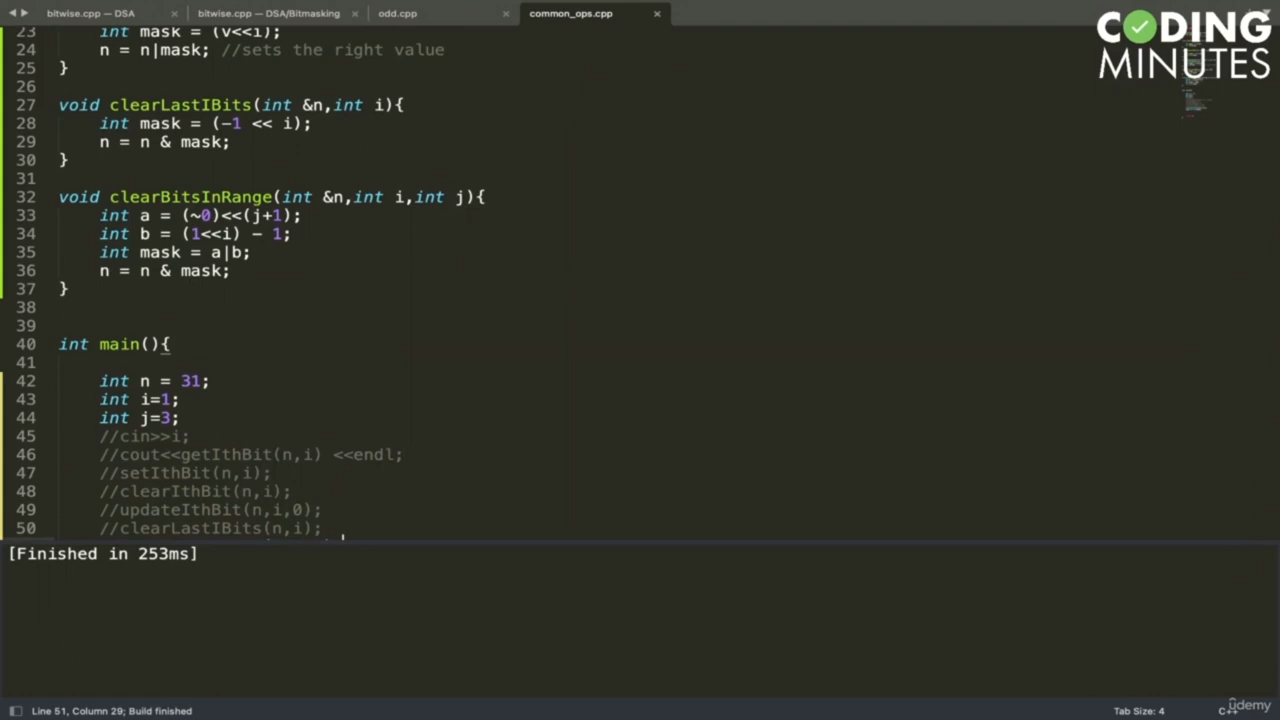 bitwise.cpp — DSA
bitwise.cpp — DSA/Bitmasking
odd.cpp
common_ops.cpp
CODING
MINUTES
23 int mask = (v<<i);
24 n = n|mask; //sets the right value
25 }
26
27 void clearLastIBits(int &n,int i){
28 int mask = (-1 << i);
29 n = n & mask;
30 }
31
32 void clearBitsInRange(int &n,int i,int j){
33 int a = (~0)<<(j+1);
34 int b = (1<<i) - 1;
35 int mask = a|b;
36 n = n & mask;
37 }
38
39
40 int main(){
41
42 int n = 31;
43 int i=1;
44 int j=3;
45 //cin>>i;
46 //cout<<getIthBit(n,i) <<endl;
47 //setIthBit(n,i);
48 //clearIthBit(n,i);
49 //updateIthBit(n,i,0);
50 //clearLastIBits(n,i);
[Finished in 253ms]
Line 51, Column 29; Build finished
Tab Size: 4
C++
udemy